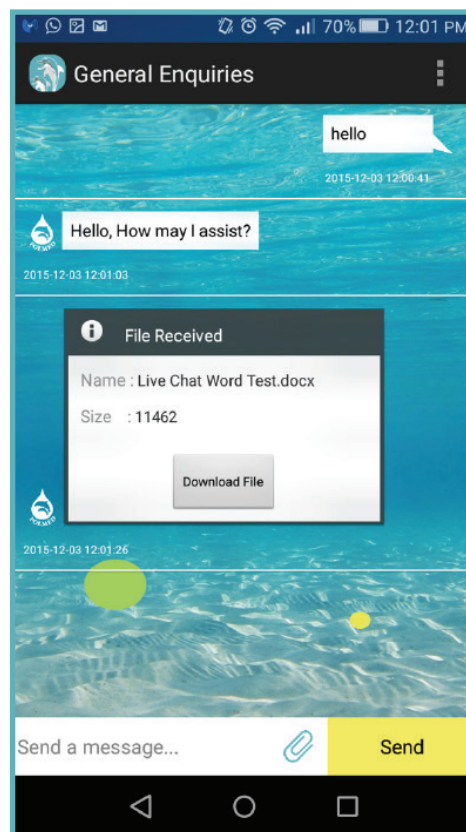 70% 12:01 PM
General Enquiries
hello
2015-12-03 12:00:41
Hello, How may I assist?
2015-12-03 12:01:03
File Received
Name : Live Chat Word Test.docx
Size : 11462
Download File
2015-12-03 12:01:26
Send a message...
Send